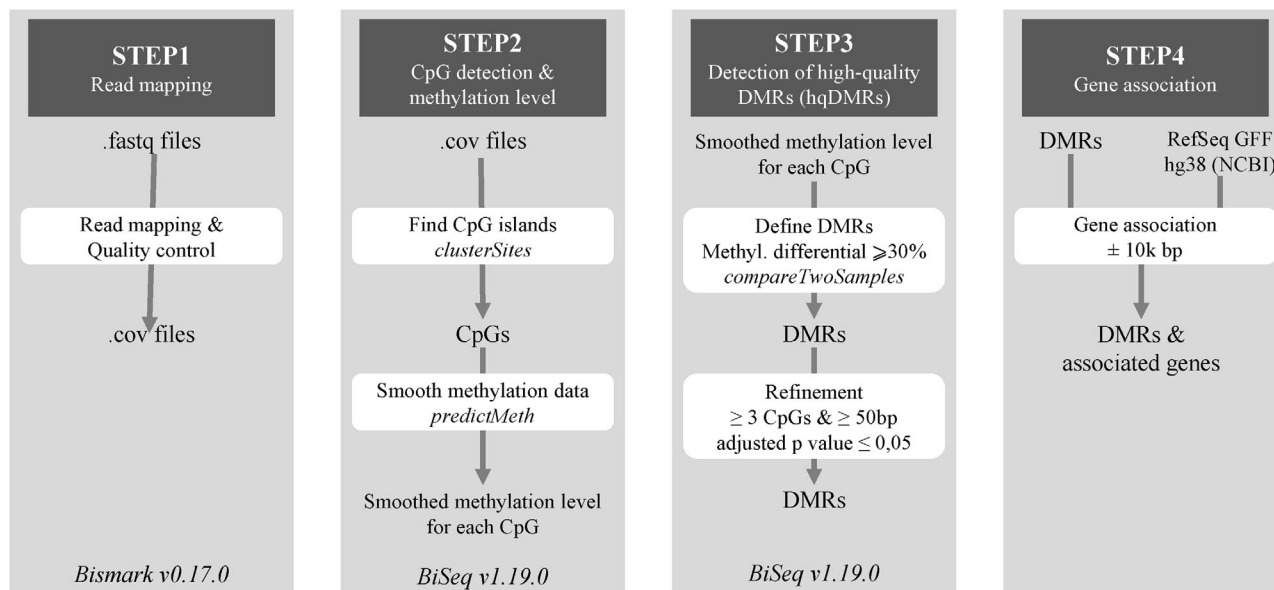 STEP1
Read mapping
.fastq files
Read mapping &
Quality control
.cov files
Bismark v0.17.0
STEP2
CpG detection &
methylation level
.cov files
Find CpG islands
clusterSites
CpGs
Smooth methylation data
predictMeth
Smoothed methylation level
for each CpG
BiSeq v1.19.0
STEP3
Detection of high-quality
DMRs (hqDMRs)
Smoothed methylation level
for each CpG
Define DMRs
Methyl. differential ⩾30%
compareTwoSamples
DMRs
Refinement
≥ 3 CpGs & ≥ 50bp
adjusted p value ≤ 0,05
DMRs
BiSeq v1.19.0
STEP4
Gene association
DMRs
RefSeq GFF
hg38 (NCBI)
Gene association
± 10k bp
DMRs &
associated genes